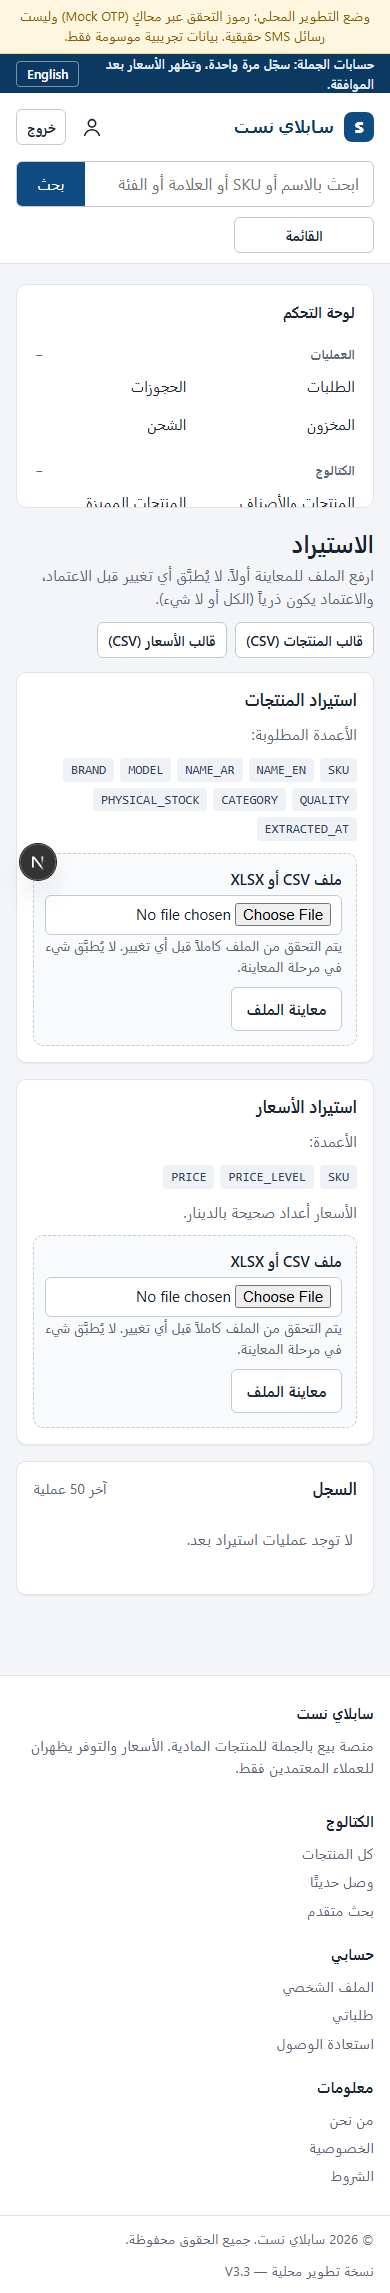 وضع التطوير المحلي: رموز التحقق عبر محاكٍ (Mock OTP) وليست
رسائل SMS حقيقية. بيانات تجريبية موسومة فقط.
حسابات الجملة: سجّل مرة واحدة، وتظهر الأسعار بعد
الموافقة.
English
سابلاي نست
S
خروج
ابحث بالاسم أو SKU أو العلامة أو الفئة
بحث
القائمة
لوحة التحكم
العمليات –
الطلبات الحجوزات
المخزون الشحن
الكتالوج –
المنتجات والأصناف المنتجات المميزة
الاستيراد
ارفع الملف للمعاينة أولاً. لا يُطبَّق أي تغيير قبل الاعتماد،
والاعتماد يكون ذرياً (الكل أو لا شيء).
قالب المنتجات (CSV) قالب الأسعار (CSV)
استيراد المنتجات
الأعمدة المطلوبة:
SKU NAME_EN NAME_AR MODEL BRAND
QUALITY CATEGORY PHYSICAL_STOCK
EXTRACTED_AT
N
ملف CSV أو XLSX
Choose File No file chosen
يتم التحقق من الملف كاملاً قبل أي تغيير. لا يُطبَّق شيء
في مرحلة المعاينة.
معاينة الملف
استيراد الأسعار
الأعمدة:
SKU PRICE_LEVEL PRICE
الأسعار أعداد صحيحة بالدينار.
ملف CSV أو XLSX
Choose File No file chosen
يتم التحقق من الملف كاملاً قبل أي تغيير. لا يُطبَّق شيء
في مرحلة المعاينة.
معاينة الملف
السجل آخر 50 عملية
لا توجد عمليات استيراد بعد.
سابلاي نست
منصة بيع بالجملة للمنتجات المادية. الأسعار والتوفر يظهران
للعملاء المعتمدين فقط.
الكتالوج
كل المنتجات
وصل حديثًا
بحث متقدم
حسابي
الملف الشخصي
طلباتي
استعادة الوصول
معلومات
من نحن
الخصوصية
الشروط
© 2026 سابلاي نست. جميع الحقوق محفوظة.
نسخة تطوير محلية — V3.3